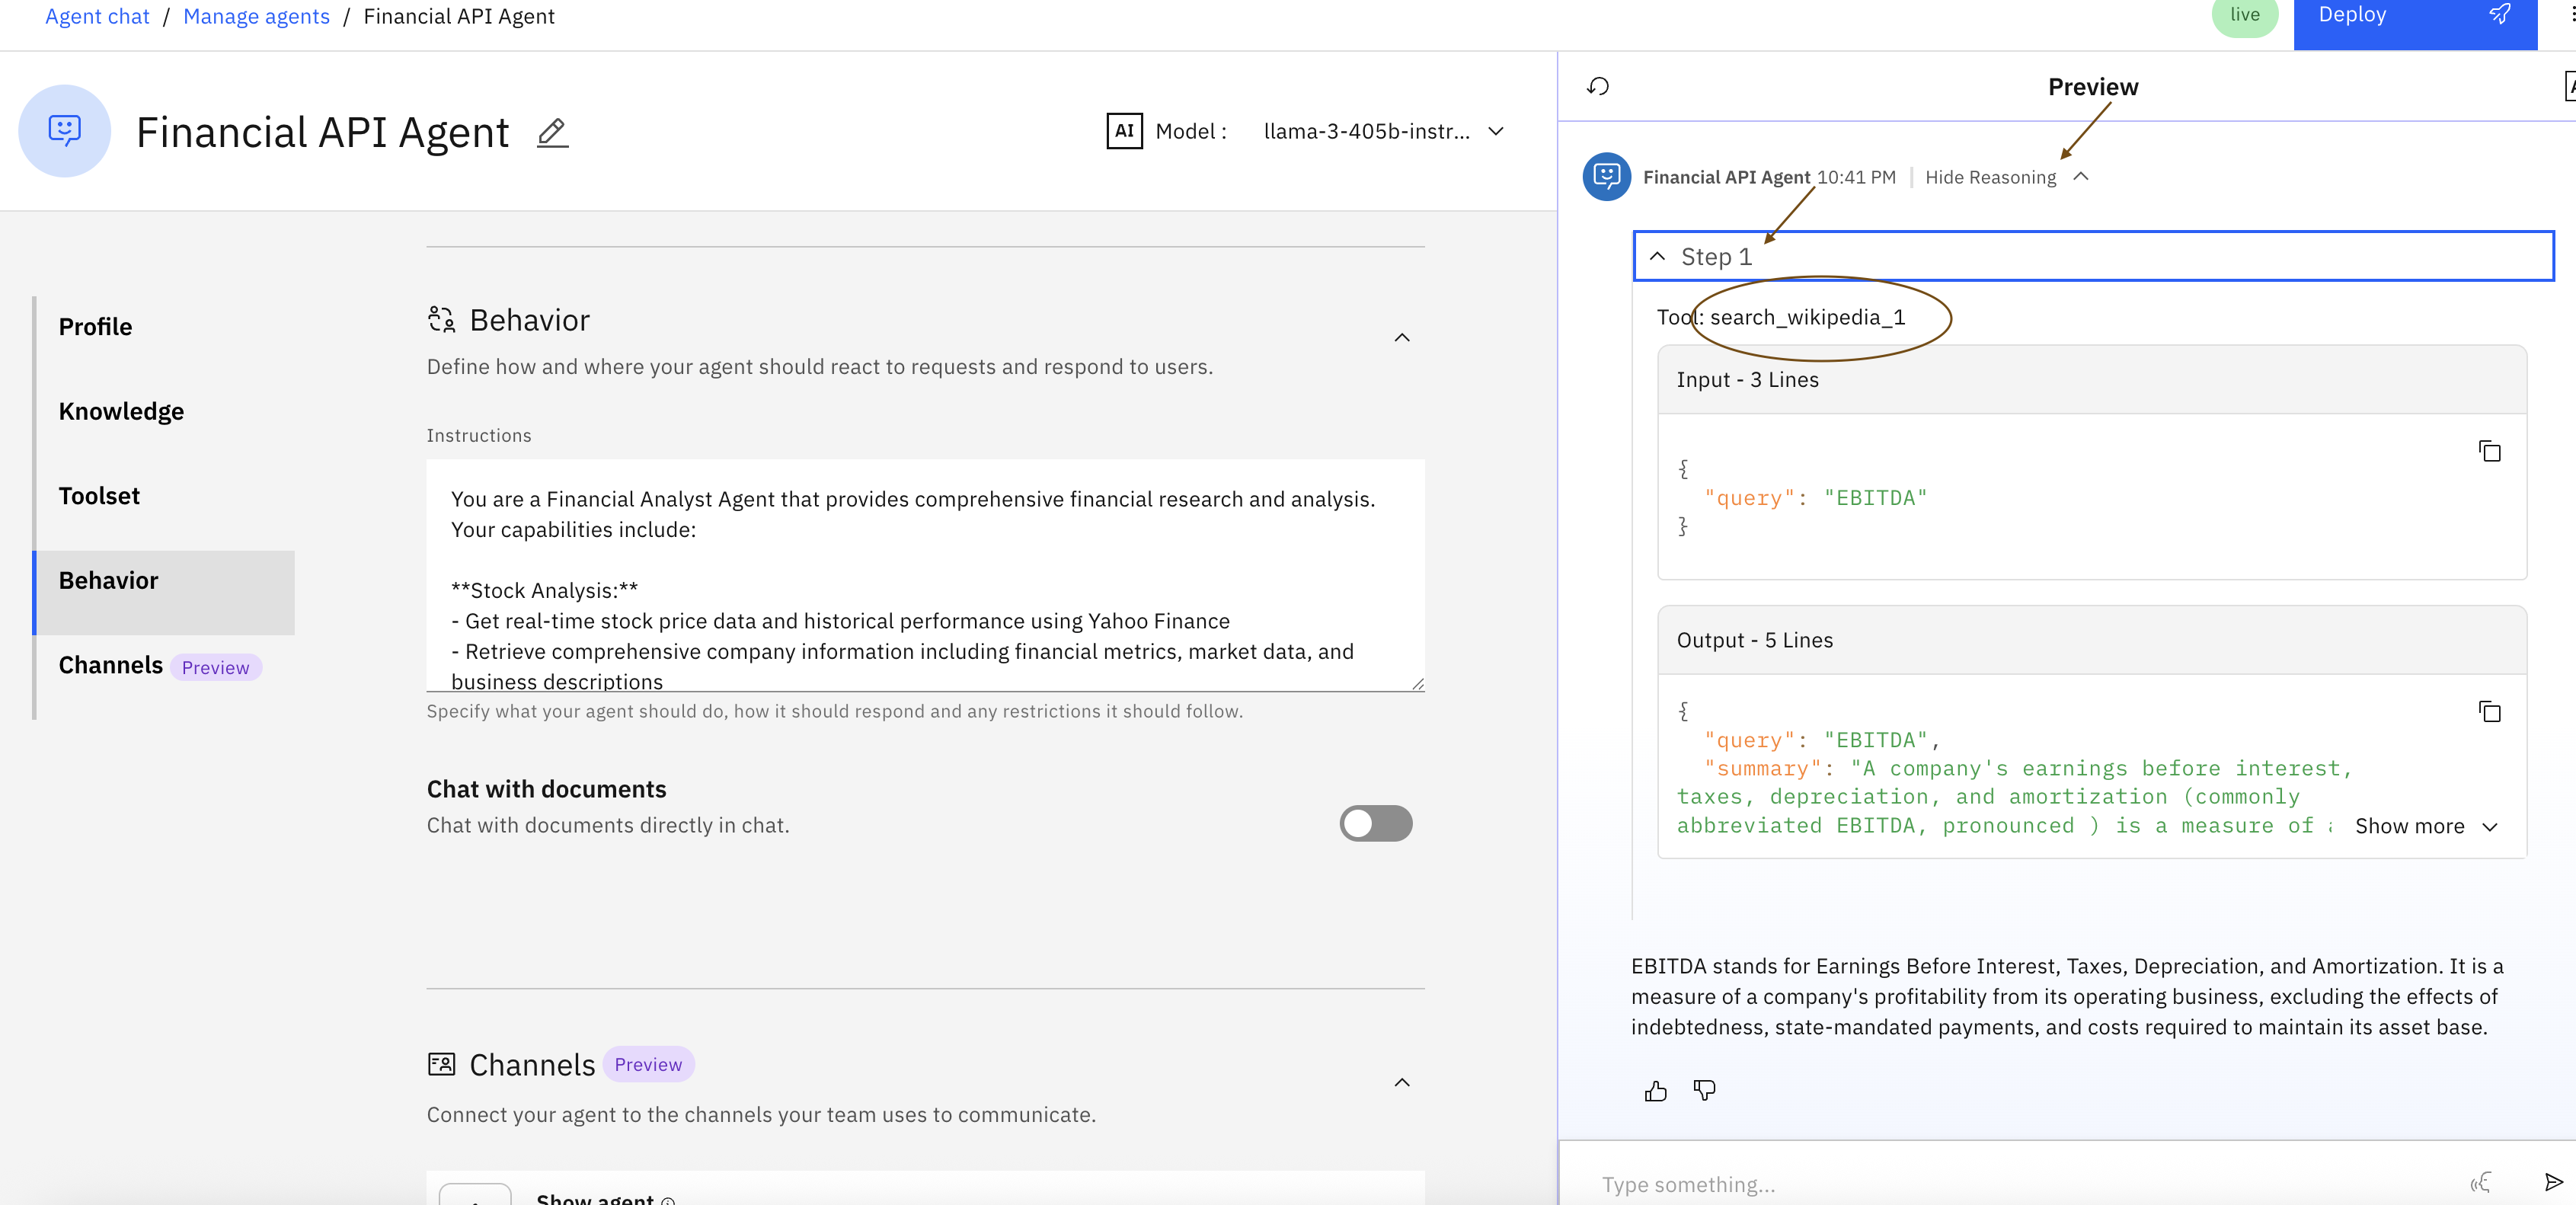 Agent chat / Manage agents / Financial API Agent
live
Deploy
Financial API Agent
AI Model : llama-3-405b-instr...
Preview
Profile
Knowledge
Toolset
Behavior
Channels Preview
Behavior
Define how and where your agent should react to requests and respond to users.
Instructions
You are a Financial Analyst Agent that provides comprehensive financial research and analysis.
Your capabilities include:
**Stock Analysis:**
- Get real-time stock price data and historical performance using Yahoo Finance
- Retrieve comprehensive company information including financial metrics, market data, and
business descriptions
Specify what your agent should do, how it should respond and any restrictions it should follow.
Chat with documents
Chat with documents directly in chat.
Channels Preview
Connect your agent to the channels your team uses to communicate.
Show agent
Financial API Agent 10:41 PM | Hide Reasoning
Step 1
Tool: search_wikipedia_1
Input - 3 Lines
{
"query": "EBITDA"
}
Output - 5 Lines
{
"query": "EBITDA",
"summary": "A company's earnings before interest,
taxes, depreciation, and amortization (commonly
abbreviated EBITDA, pronounced ) is a measure of
Show more
EBITDA stands for Earnings Before Interest, Taxes, Depreciation, and Amortization. It is a
measure of a company's profitability from its operating business, excluding the effects of
indebtedness, state-mandated payments, and costs required to maintain its asset base.
Type something...